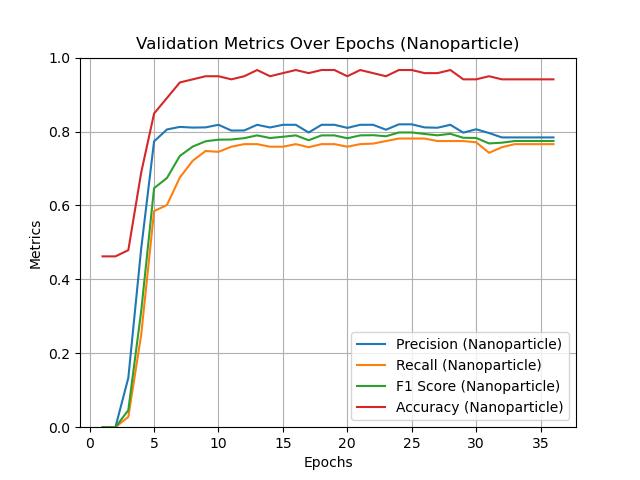 Validation Metrics Over Epochs (Nanoparticle)
1.0
0.8
0.6
0.4
0.2
0.0
Metrics
0 5 10 15 20 25 30 35
Epochs
Precision (Nanoparticle)
Recall (Nanoparticle)
F1 Score (Nanoparticle)
Accuracy (Nanoparticle)